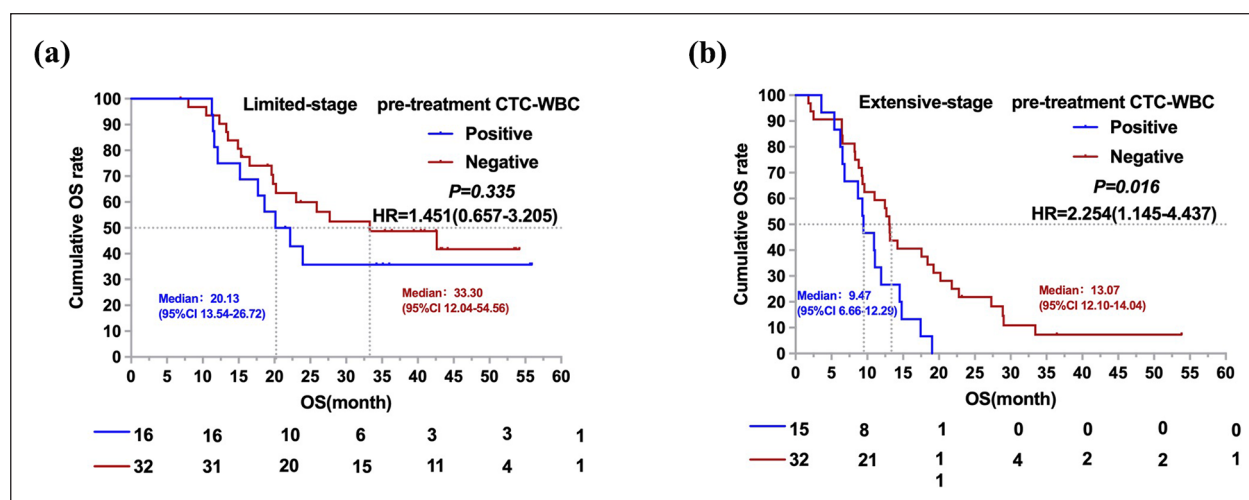 (a)
Limited-stage pre-treatment CTC-WBC
Positive
Negative
P=0.335
HR=1.451(0.657-3.205)
Cumulative OS rate
100
90
80
70
60
50
40
30
20
10
0
Median: 20.13
(95%CI 13.54-26.72)
Median: 33.30
(95%CI 12.04-54.56)
0 5 10 15 20 25 30 35 40 45 50 55 60
OS(month)
16 16 10 6 3 3 1
32 31 20 15 11 4 1
(b)
Extensive-stage pre-treatment CTC-WBC
Positive
Negative
P=0.016
HR=2.254(1.145-4.437)
Cumulative OS rate
100
90
80
70
60
50
40
30
20
10
0
Median: 9.47
(95%CI 6.66-12.29)
Median: 13.07
(95%CI 12.10-14.04)
0 5 10 15 20 25 30 35 40 45 50 55 60
OS(month)
15 8 1 0 0 0 0
32 21 1 4 2 2 1
1